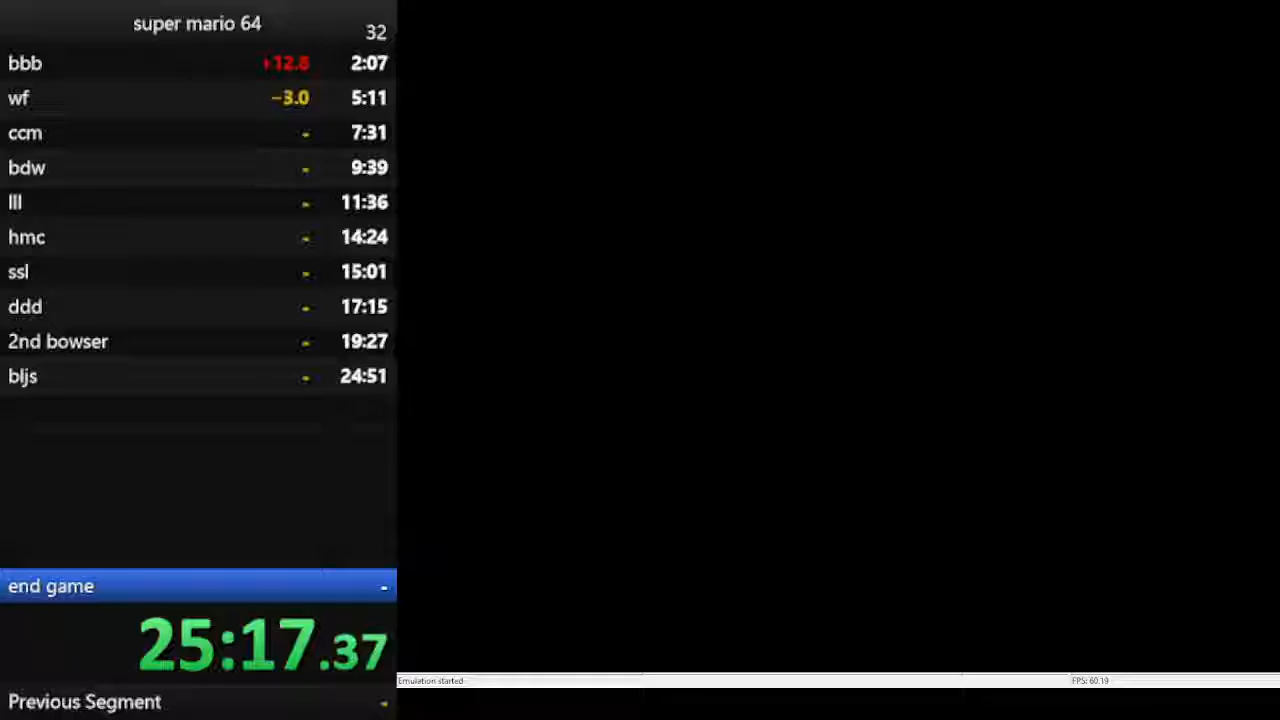 super mario 64
32
bbb +12.8 2:07
wf −3.0 5:11
ccm - 7:31
bdw - 9:39
lll - 11:36
hmc - 14:24
ssl - 15:01
ddd - 17:15
2nd bowser - 19:27
bljs - 24:51
end game -
25:17.37
Previous Segment -
Emulation started
FPS: 60.19